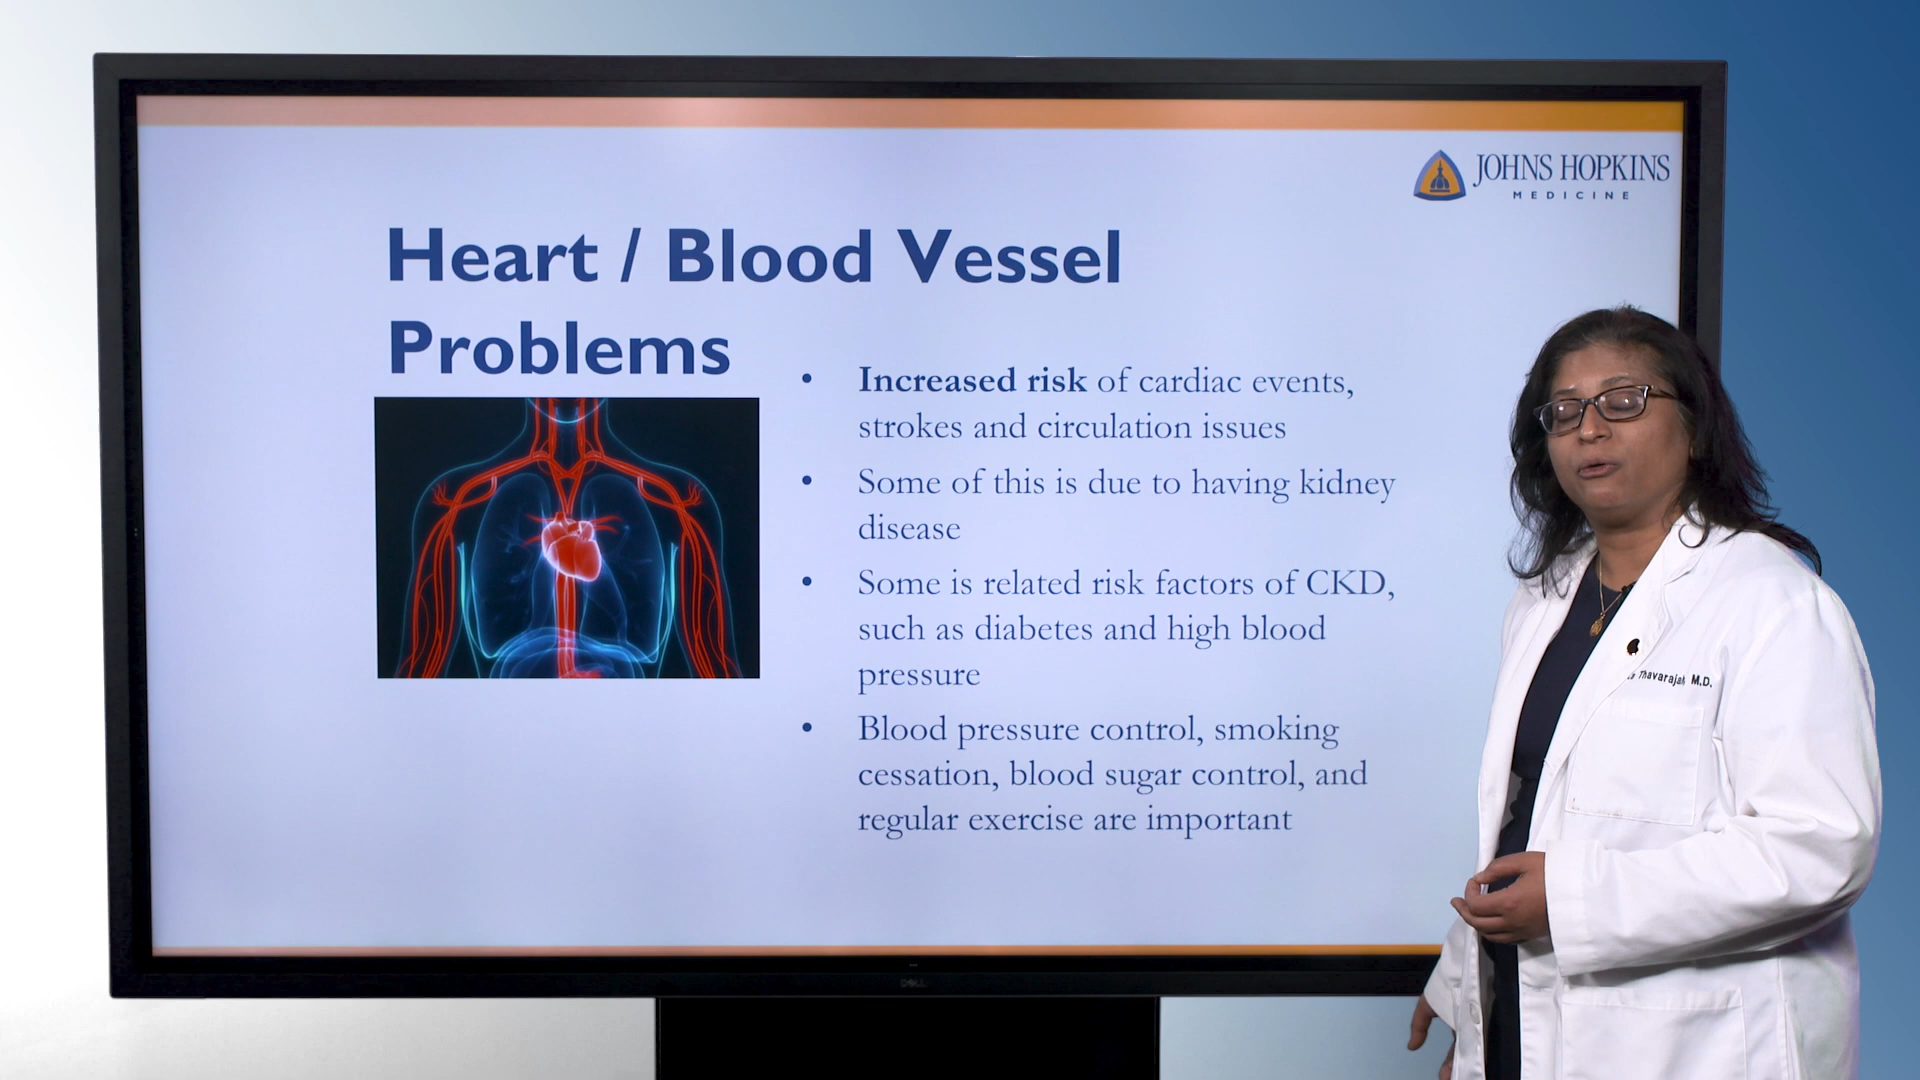 JOHNS HOPKINS
MEDICINE
Heart / Blood Vessel
Problems
• Increased risk of cardiac events,
strokes and circulation issues
• Some of this is due to having kidney
disease
• Some is related risk factors of CKD,
such as diabetes and high blood
pressure
• Blood pressure control, smoking
cessation, blood sugar control, and
regular exercise are important
Thavarajah, M.D.
DELL